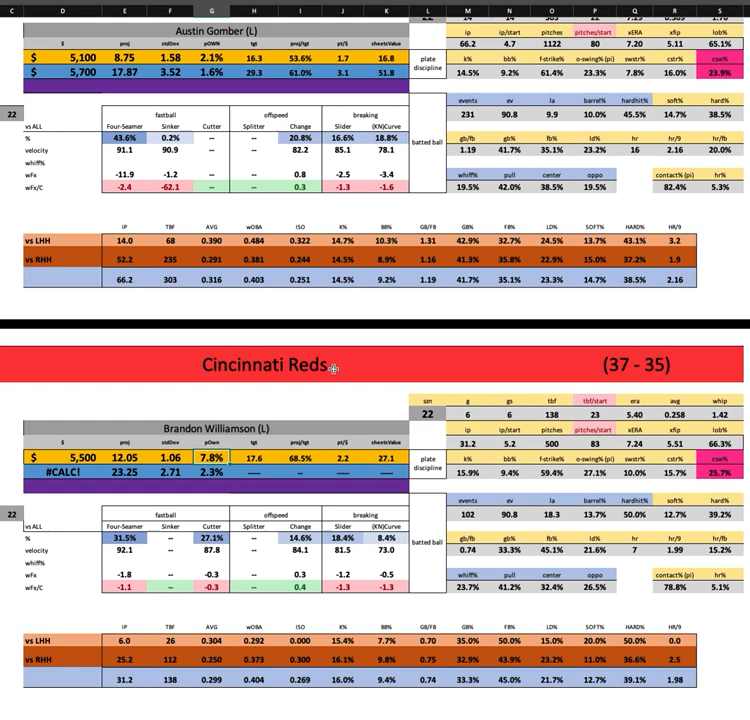 C D E F G H I J K L M N O P Q R S
22 14 14 303 22 7.25 0.309 1.70
Austin Gomber (L)
ip ip/start pitches pitches/start xERA xfip lob%
66.2 4.7 1122 80 7.20 5.11 65.1%
$ proj stdDev pOWN tgt proj/tgt pt/$ sheetsValue
$ 5,100 8.75 1.58 2.1% 16.3 53.6% 1.7 16.8
plate discipline
k% bb% f-strike% o-swing% (pi) swstr% cstr% csw%
$ 5,700 17.87 3.52 1.6% 29.3 61.0% 3.1 51.8
14.5% 9.2% 61.4% 23.3% 7.8% 16.0% 23.9%
events ev la barrel% hardhit% soft% hard%
22 fastball offspeed breaking
231 90.8 9.9 10.0% 45.5% 14.7% 38.5%
vs ALL Four-Seamer Sinker Cutter Splitter Change Slider (KN)Curve
% 43.6% 0.2% -- -- 20.8% 16.6% 18.8%
batted ball
gb/fb gb% fb% ld% hr hr/9 hr/fb
velocity 91.1 90.9 82.2 85.1 78.1
1.19 41.7% 35.1% 23.2% 16 2.16 20.0%
whiff%
wFx -11.9 -1.2 -- -- 0.8 -2.5 -3.4
whiff% pull center oppo contact% (pi) hr%
wFx/C -2.4 -62.1 -- -- 0.3 -1.3 -1.6
19.5% 42.0% 38.5% 19.5% 82.4% 5.3%
IP TBF AVG wOBA ISO K% BB% GB/FB GB% FB% LD% SOFT% HARD% HR/9
vs LHH 14.0 68 0.390 0.484 0.322 14.7% 10.3% 1.31 42.9% 32.7% 24.5% 13.7% 43.1% 3.2
vs RHH 52.2 235 0.291 0.381 0.244 14.5% 8.9% 1.16 41.3% 35.8% 22.9% 15.0% 37.2% 1.9
66.2 303 0.316 0.403 0.251 14.5% 9.2% 1.19 41.7% 35.1% 23.3% 14.7% 38.5% 2.16
Cincinnati Reds (37 - 35)
szn g gs tbf tbf/start era avg whip
22 6 6 138 23 5.40 0.258 1.42
Brandon Williamson (L)
ip ip/start pitches pitches/start xERA xfip lob%
31.2 5.2 500 83 7.24 5.51 66.3%
$ proj stdDev pOwn tgt proj/tgt pt/$ sheetsValue
$ 5,500 12.05 1.06 7.8% 17.6 68.5% 2.2 27.1
plate discipline
k% bb% f-strike% o-swing% (pi) swstr% cstr% csw%
#CALC! 23.25 2.71 2.3% ---- ---- ---- ----
15.9% 9.4% 59.4% 27.1% 10.0% 15.7% 25.7%
events ev la barrel% hardhit% soft% hard%
22 fastball offspeed breaking
102 90.8 18.3 13.7% 50.0% 12.7% 39.2%
vs ALL Four-Seamer Sinker Cutter Splitter Change Slider (KN)Curve
% 31.5% -- 27.1% -- 14.6% 18.4% 8.4%
batted ball
gb/fb gb% fb% ld% hr hr/9 hr/fb
velocity 92.1 87.8 84.1 81.5 73.0
0.74 33.3% 45.1% 21.6% 7 1.99 15.2%
whiff%
wFx -1.8 -- -0.3 -- 0.3 -1.2 -0.5
whiff% pull center oppo contact% (pi) hr%
wFx/C -1.1 -- -0.3 -- 0.4 -1.3 -1.3
23.7% 41.2% 32.4% 26.5% 78.8% 5.1%
IP TBF AVG wOBA ISO K% BB% GB/FB GB% FB% LD% SOFT% HARD% HR/9
vs LHH 6.0 26 0.304 0.292 0.000 15.4% 7.7% 0.70 35.0% 50.0% 15.0% 20.0% 50.0% 0.0
vs RHH 25.2 112 0.250 0.373 0.300 16.1% 9.8% 0.75 32.9% 43.9% 23.2% 11.0% 36.6% 2.5
31.2 138 0.299 0.404 0.269 16.0% 9.4% 0.74 33.3% 45.0% 21.7% 12.7% 39.1% 1.98